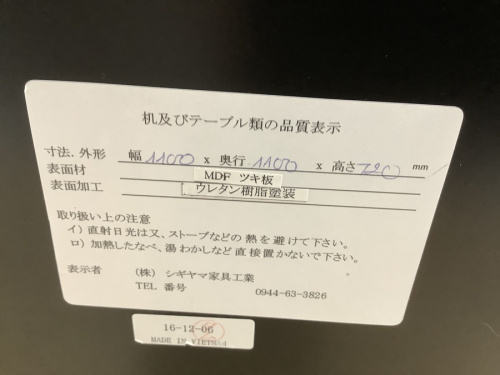 机及びテーブル類の品質表示
寸法.外形 幅 1100 x 奥行 1100 x 高さ 720 mm
表面材 MDF ツキ板
表面加工 ウレタン樹脂塗装
取り扱い上の注意
イ) 直射日光は又、ストーブなどの熱を避けて下さい。
ロ) 加熱したなべ、湯わかしなど直接置かないで下さい。
表示者 (株) シギヤマ家具工業
TEL 番号 0944-63-3826
16-12-06
MADE IN VIETNAM